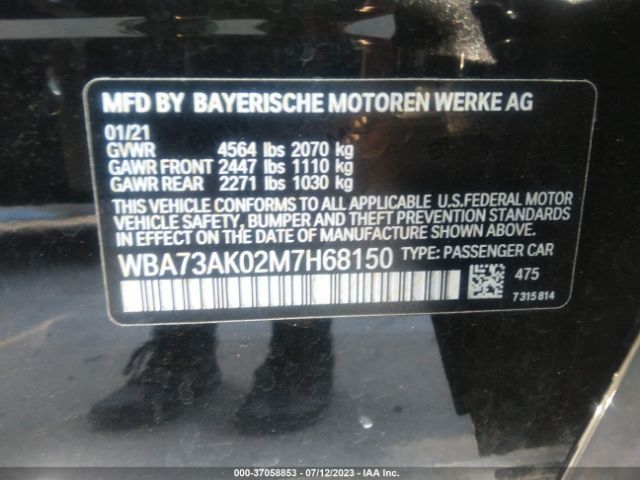 MFD BY BAYERISCHE MOTOREN WERKE AG
01/21
GVWR 4564 lbs 2070 kg
GAWR FRONT 2447 lbs 1110 kg
GAWR REAR 2271 lbs 1030 kg
THIS VEHICLE CONFORMS TO ALL APPLICABLE U.S.FEDERAL MOTOR
VEHICLE SAFETY, BUMPER AND THEFT PREVENTION STANDARDS
IN EFFECT ON THE DATE OF MANUFACTURE SHOWN ABOVE.
WBA73AK02M7H68150 TYPE: PASSENGER CAR
475
7315814
000-37058853 / 07/12/2023 / IAA Inc.